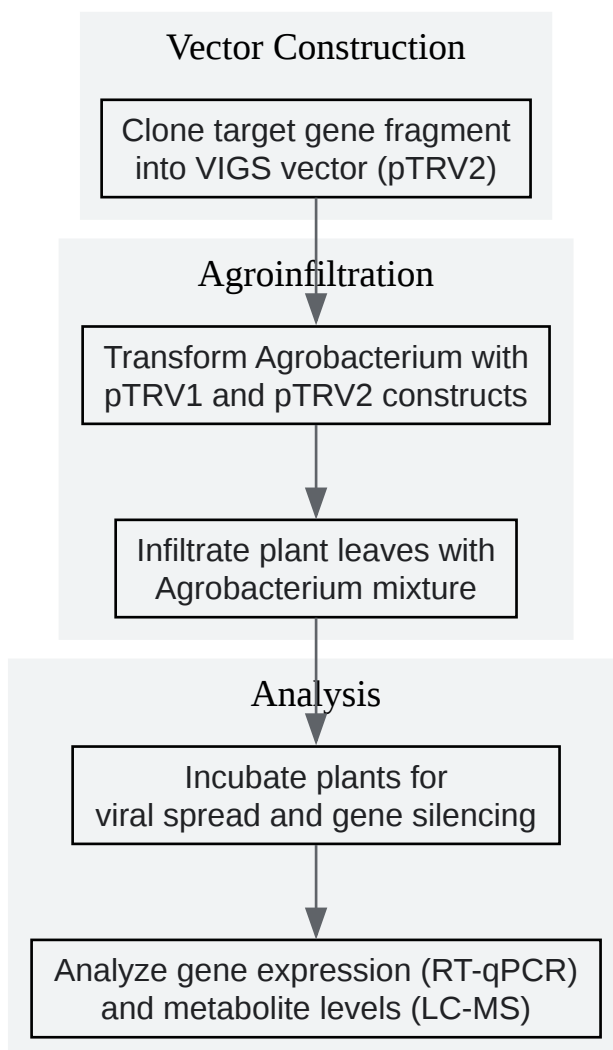 Vector Construction
Clone target gene fragment
into VIGS vector (pTRV2)
Agroinfiltration
Transform Agrobacterium with
pTRV1 and pTRV2 constructs
Infiltrate plant leaves with
Agrobacterium mixture
Analysis
Incubate plants for
viral spread and gene silencing
Analyze gene expression (RT-qPCR)
and metabolite levels (LC-MS)